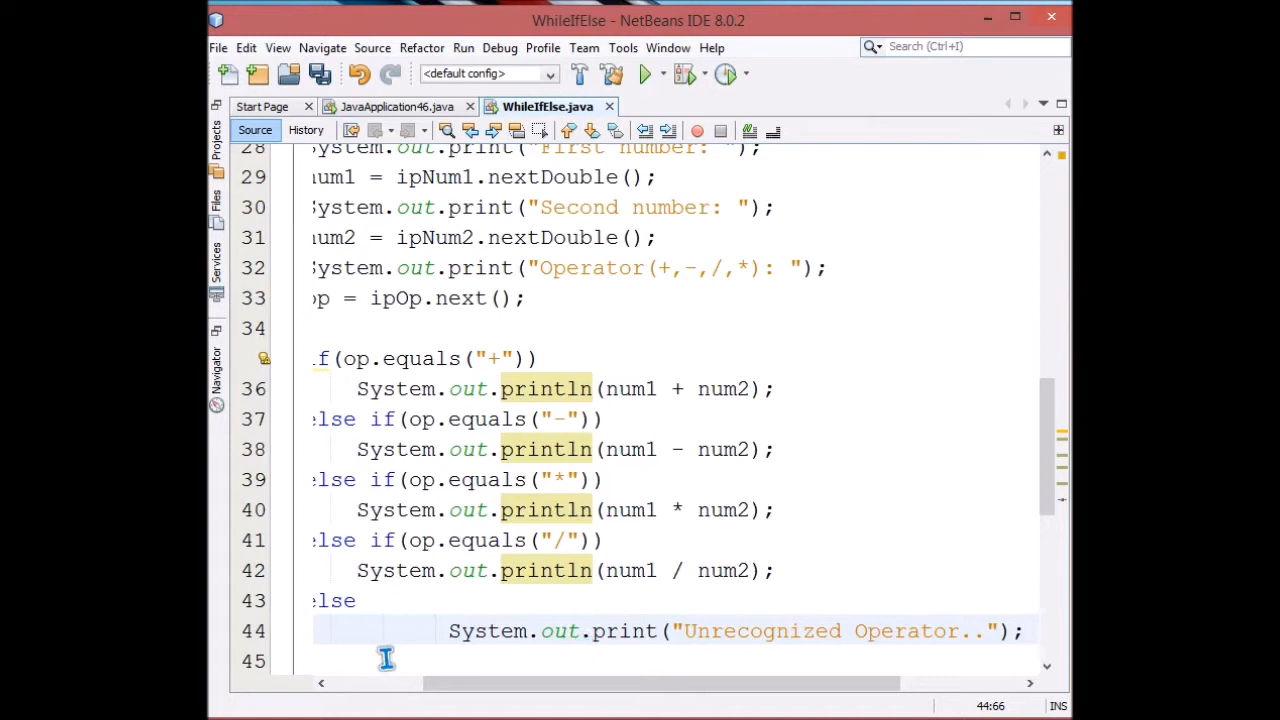 WhileIfElse - NetBeans IDE 8.0.2
File Edit View Navigate Source Refactor Run Debug Profile Team Tools Window Help
Search (Ctrl+I)
<default config>
Start Page JavaApplication46.java WhileIfElse.java
Source History
Projects
Files
Services
Navigator
28 System.out.print("First number: ");
29 num1 = ipNum1.nextDouble();
30 System.out.print("Second number: ");
31 num2 = ipNum2.nextDouble();
32 System.out.print("Operator(+,-,/,*): ");
33 op = ipOp.next();
34
if(op.equals("+"))
36 System.out.println(num1 + num2);
37 else if(op.equals("-"))
38 System.out.println(num1 - num2);
39 else if(op.equals("*"))
40 System.out.println(num1 * num2);
41 else if(op.equals("/"))
42 System.out.println(num1 / num2);
43 else
44 System.out.print("Unrecognized Operator..");
45
44:66 INS